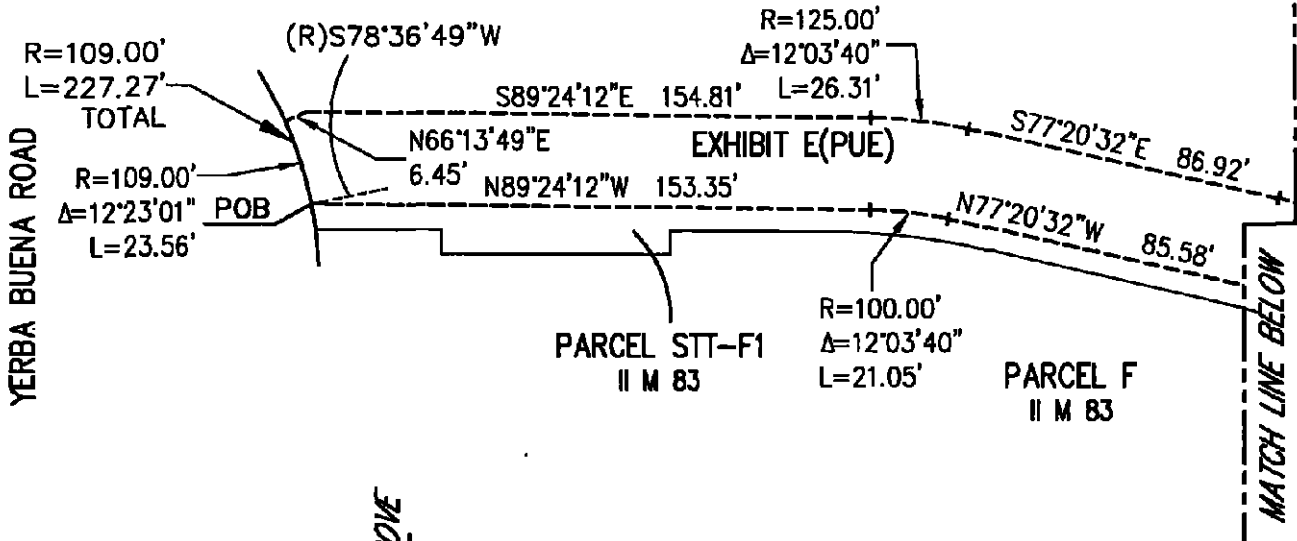 R=109.00'
L=227.27'
TOTAL
(R)S78°36'49"W
R=125.00'
Δ=12°03'40"
L=26.31'
S89°24'12"E 154.81'
N66°13'49"E
6.45'
EXHIBIT E(PUE)
S77°20'32"E 86.92'
R=109.00'
Δ=12°23'01"
L=23.56'
POB
N89°24'12"W 153.35'
N77°20'32"W 85.58'
YERBA BUENA ROAD
PARCEL STT-F1
II M 83
R=100.00'
Δ=12°03'40"
L=21.05'
PARCEL F
II M 83
MATCH LINE BELOW